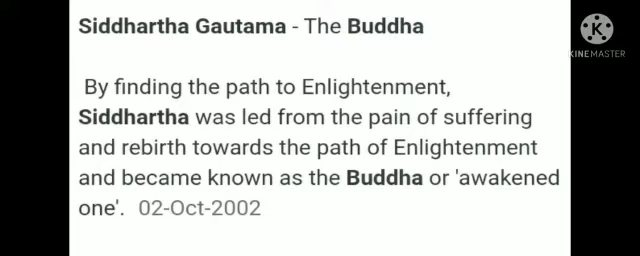 Siddhartha Gautama - The Buddha
By finding the path to Enlightenment,
Siddhartha was led from the pain of suffering
and rebirth towards the path of Enlightenment
and became known as the Buddha or 'awakened
one'. 02-Oct-2002
KINEMASTER